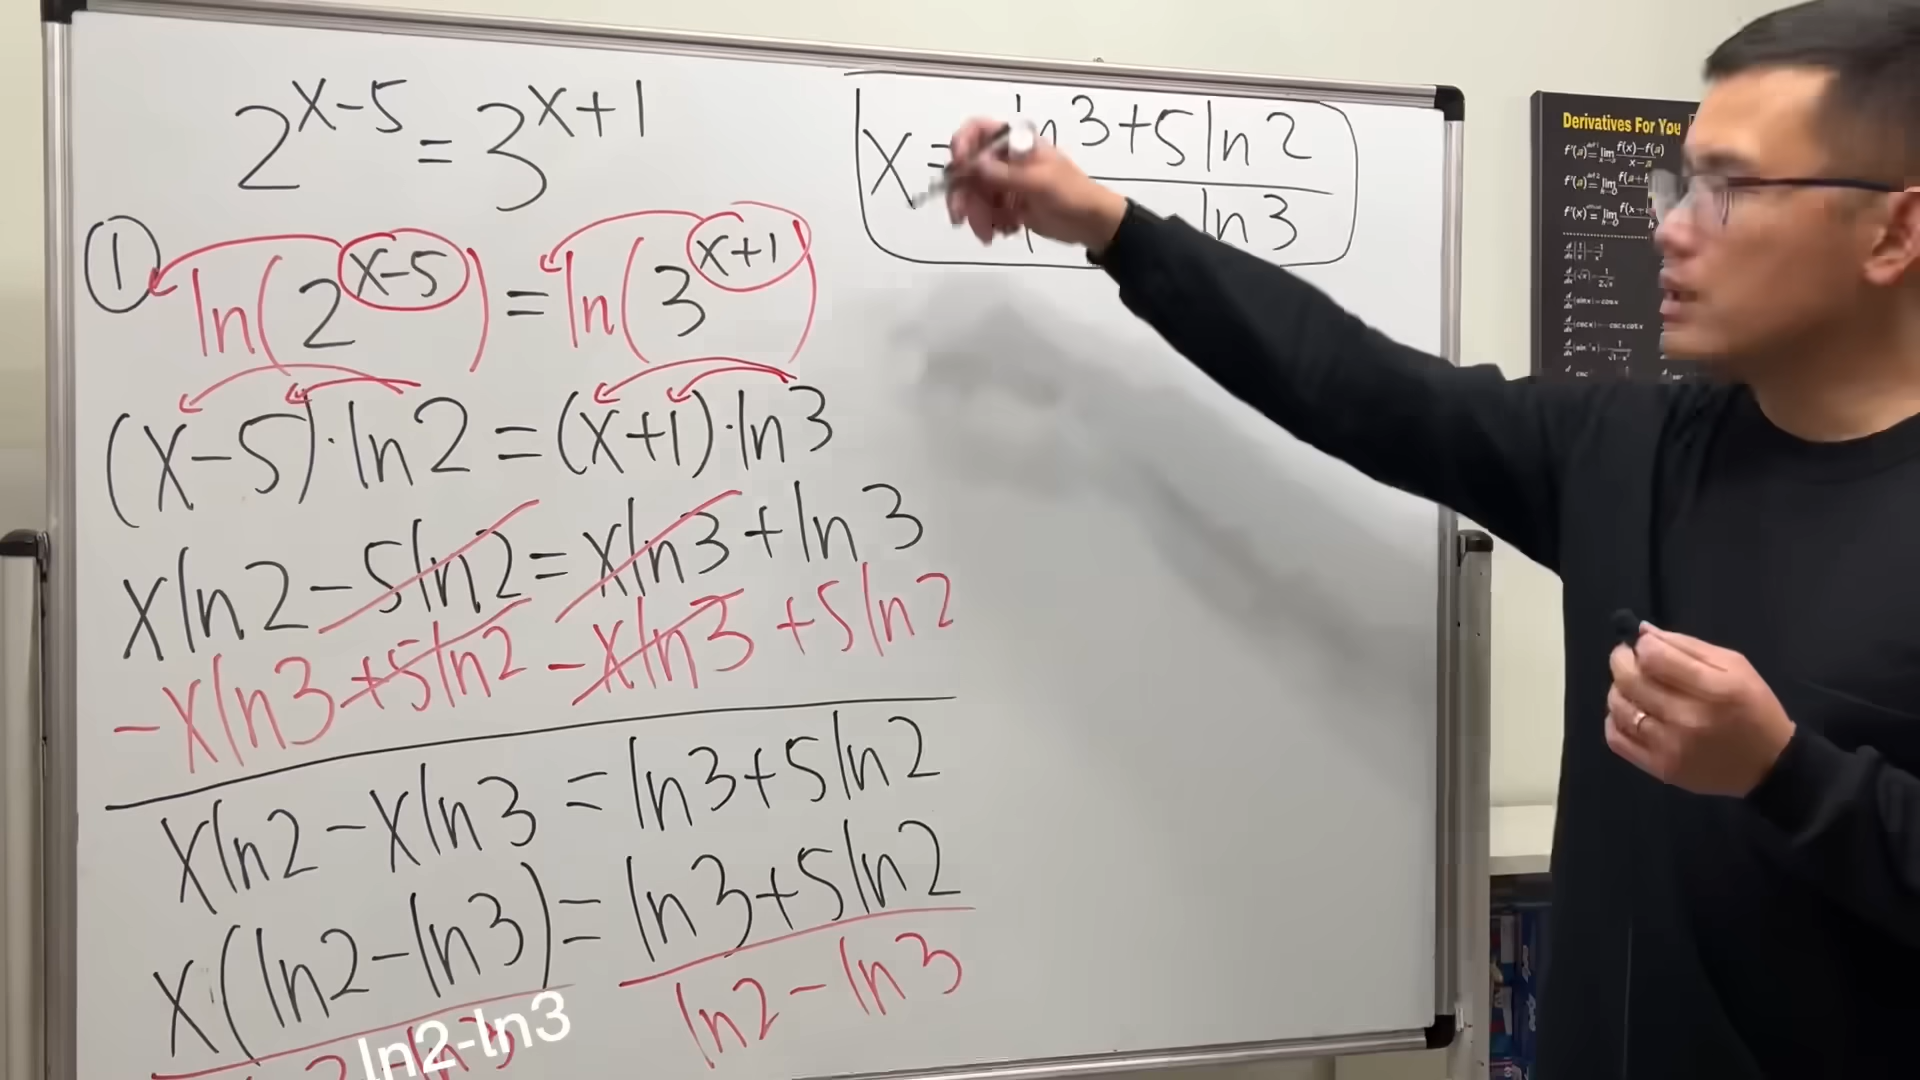 2^{x-5} = 3^{x+1}
① ln(2^{x-5}) = ln(3^{x+1})
(x-5)·ln2 = (x+1)·ln3
xln2 - 5ln2 = xln3 + ln3
-xln3 + 5ln2 - xln3 + 5ln2
xln2 - xln3 = ln3 + 5ln2
x(ln2 - ln3) = ln3 + 5ln2
ln2 - ln3
ln2-ln3
x = ln3 + 5ln2
ln3
Derivatives For You